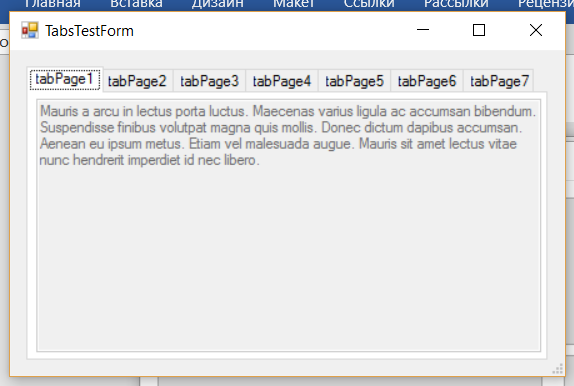 Главная Вставка Дизайн Макет Ссылки Рассылки
TabsTestForm
tabPage1 tabPage2 tabPage3 tabPage4 tabPage5 tabPage6 tabPage7
Mauris a arcu in lectus porta luctus. Maecenas varius ligula ac accumsan bibendum.
Suspendisse finibus volutpat magna quis mollis. Donec dictum dapibus accumsan.
Aenean eu ipsum metus. Etiam vel malesuada augue. Mauris sit amet lectus vitae
nunc hendrerit imperdiet id nec libero.